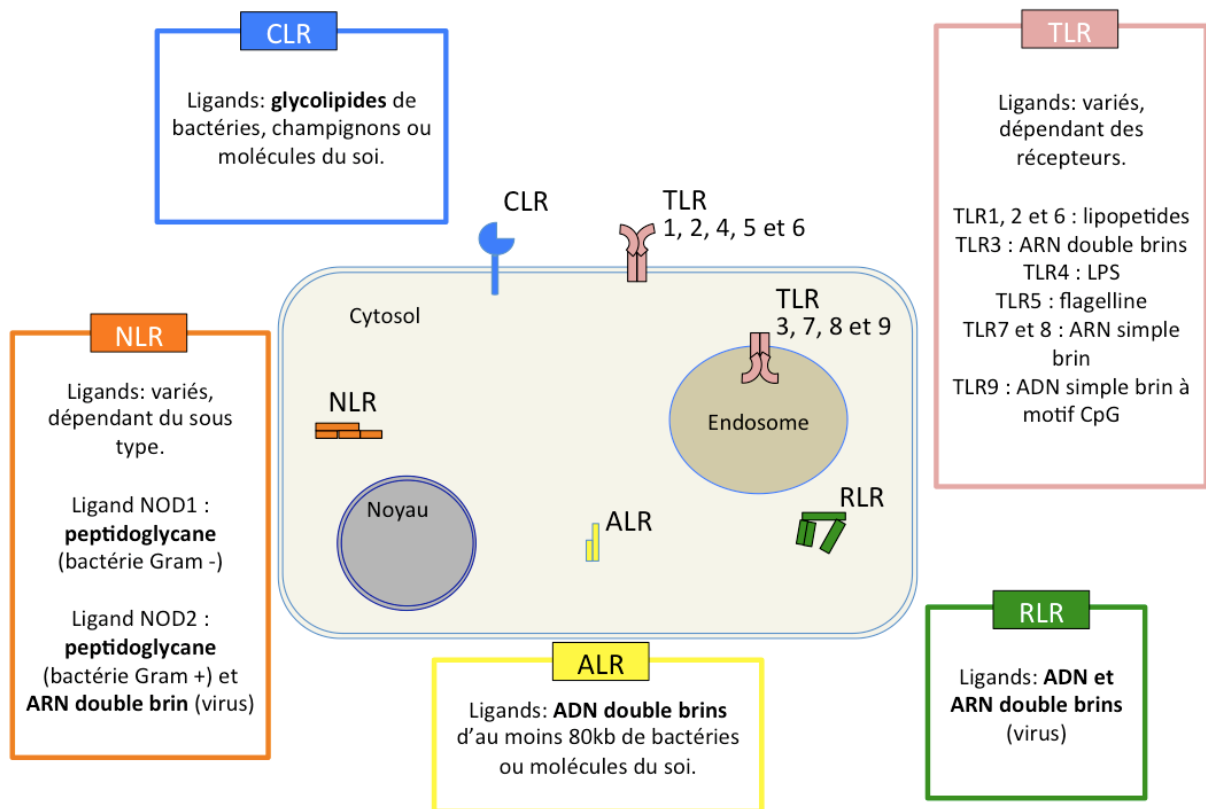 CLR
Ligands: glycolipides de
bactéries, champignons ou
molécules du soi.
TLR
Ligands: variés,
dépendant des
récepteurs.
TLR1, 2 et 6 : lipopetides
TLR3 : ARN double brins
TLR4 : LPS
TLR5 : flagelline
TLR7 et 8 : ARN simple
brin
TLR9 : ADN simple brin à
motif CpG
CLR
TLR
1, 2, 4, 5 et 6
Cytosol
TLR
3, 7, 8 et 9
Endosome
NLR
Noyau
ALR
RLR
NLR
Ligands: variés,
dépendant du sous
type.
Ligand NOD1 :
peptidoglycane
(bactérie Gram -)
Ligand NOD2 :
peptidoglycane
(bactérie Gram +) et
ARN double brin (virus)
ALR
Ligands: ADN double brins
d’au moins 80kb de bactéries
ou molécules du soi.
RLR
Ligands: ADN et
ARN double brins
(virus)